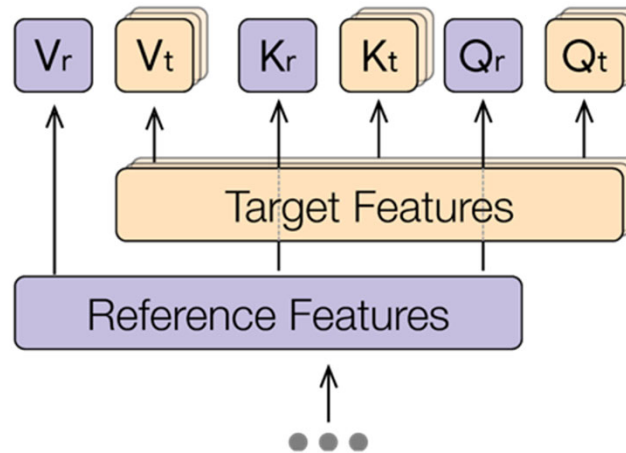 Vr Vt Kr Kt Qr Qt
Target Features
Reference Features